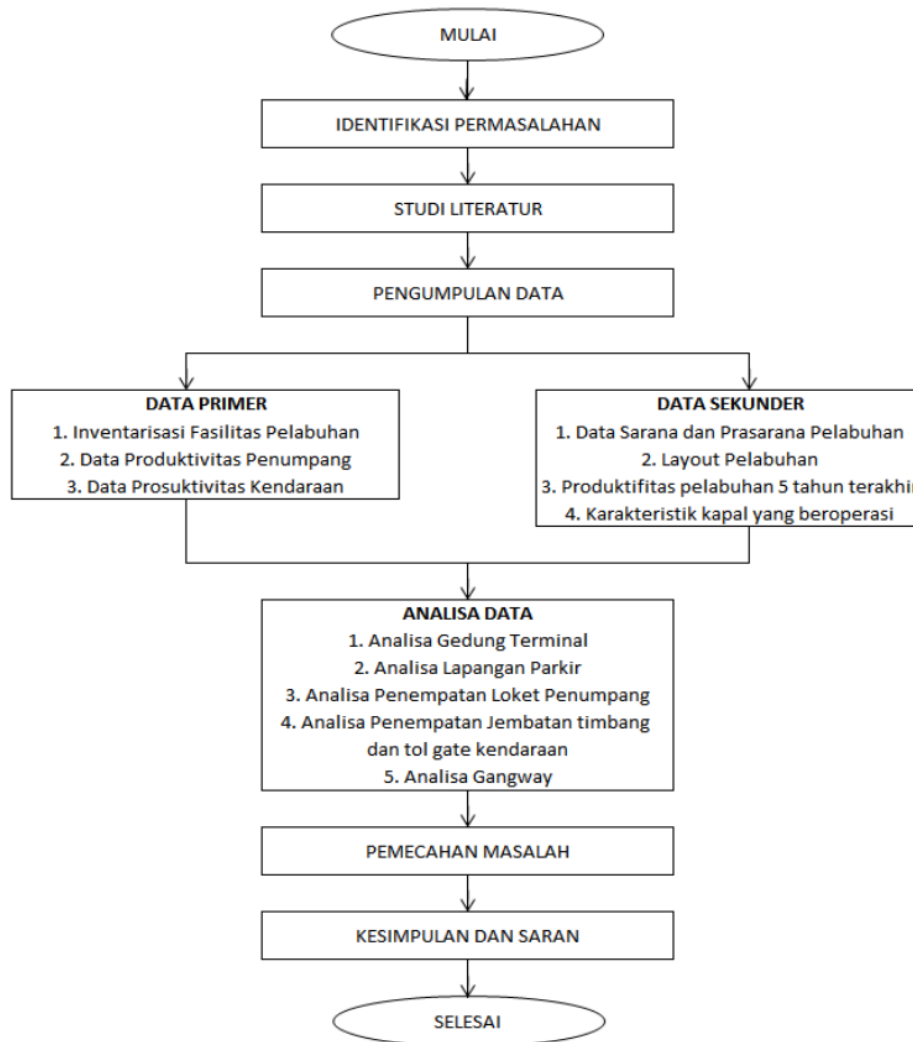 MULAI
IDENTIFIKASI PERMASALAHAN
STUDI LITERATUR
PENGUMPULAN DATA
DATA PRIMER
1. Inventarisasi Fasilitas Pelabuhan
2. Data Produktivitas Penumpang
3. Data Prosuktivitas Kendaraan
DATA SEKUNDER
1. Data Sarana dan Prasarana Pelabuhan
2. Layout Pelabuhan
3. Produktifitas pelabuhan 5 tahun terakhir
4. Karakteristik kapal yang beroperasi
ANALISA DATA
1. Analisa Gedung Terminal
2. Analisa Lapangan Parkir
3. Analisa Penempatan Loket Penumpang
4. Analisa Penempatan Jembatan timbang
dan tol gate kendaraan
5. Analisa Gangway
PEMECAHAN MASALAH
KESIMPULAN DAN SARAN
SELESAI